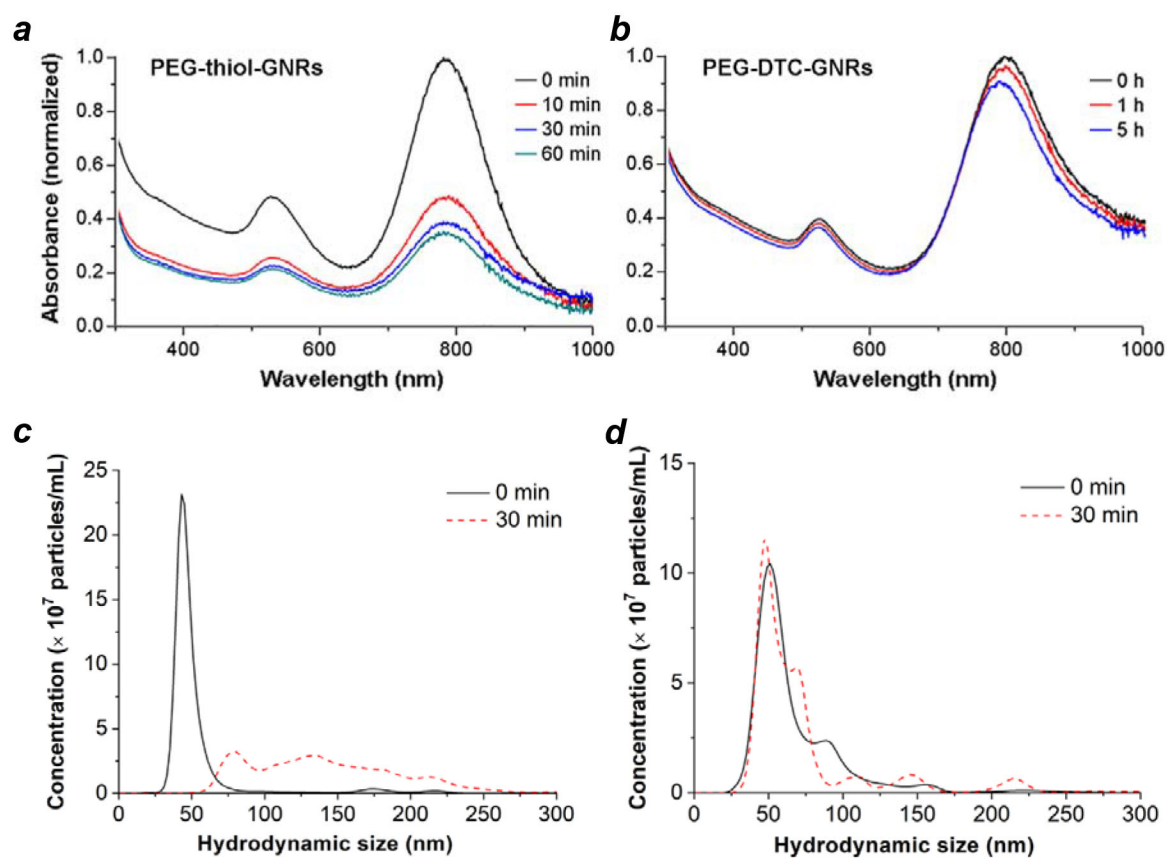 a
PEG-thiol-GNRs
0 min
10 min
30 min
60 min
Absorbance (normalized)
1.0
0.8
0.6
0.4
0.2
0.0
400
600
800
1000
Wavelength (nm)
b
PEG-DTC-GNRs
0 h
1 h
5 h
1.0
0.8
0.6
0.4
0.2
0.0
400
600
800
1000
Wavelength (nm)
c
0 min
30 min
Concentration (× 10⁷ particles/mL)
25
20
15
10
5
0
0
50
100
150
200
250
300
Hydrodynamic size (nm)
d
0 min
30 min
Concentration (× 10⁷ particles/mL)
15
10
5
0
0
50
100
150
200
250
300
Hydrodynamic size (nm)